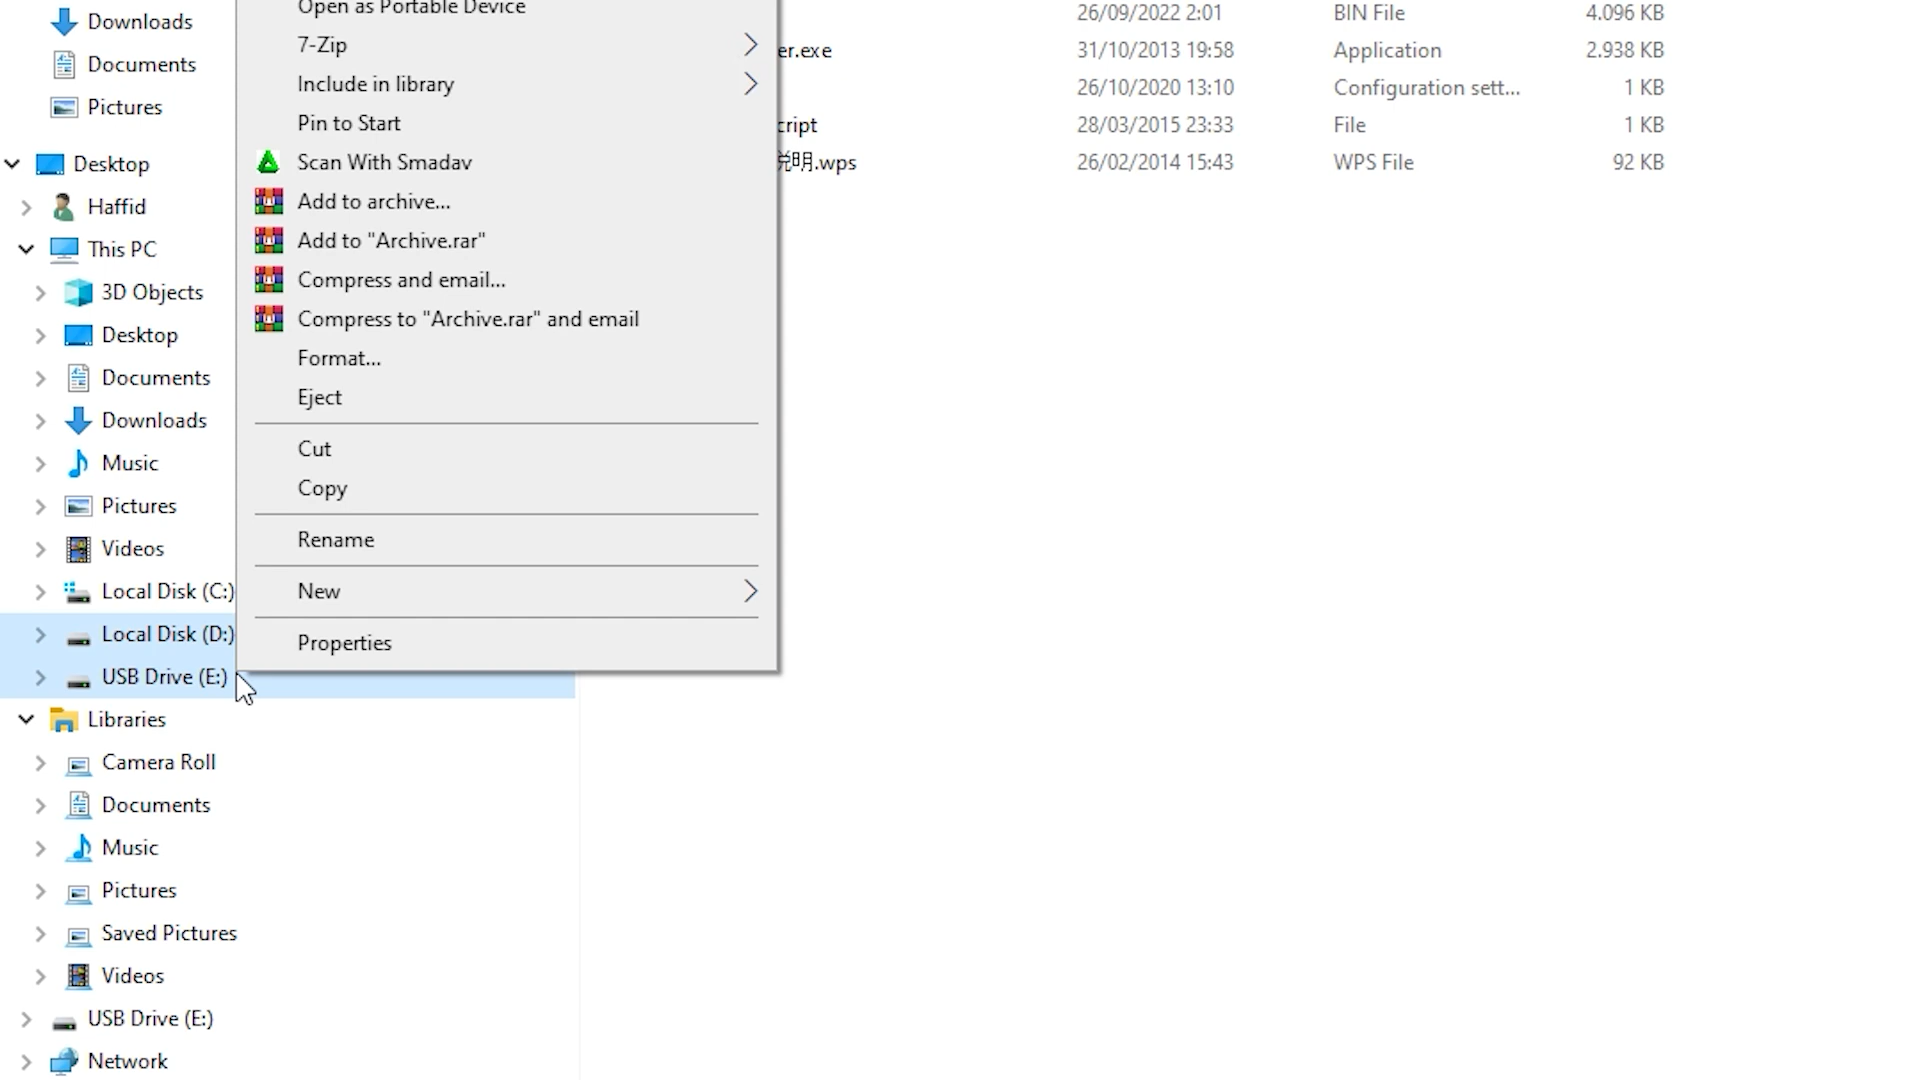 Downloads
Documents
Pictures
Desktop
Haffid
This PC
3D Objects
Desktop
Documents
Downloads
Music
Pictures
Videos
Local Disk (C:)
Local Disk (D:)
USB Drive (E:)
Libraries
Camera Roll
Documents
Music
Pictures
Saved Pictures
Videos
USB Drive (E:)
Network
Open as Portable Device
7-Zip
Include in library
Pin to Start
Scan With Smadav
Add to archive...
Add to "Archive.rar"
Compress and email...
Compress to "Archive.rar" and email
Format...
Eject
Cut
Copy
Rename
New
Properties
26/09/2022 2:01 BIN File 4.096 KB
er.exe 31/10/2013 19:58 Application 2.938 KB
26/10/2020 13:10 Configuration sett... 1 KB
cript 28/03/2015 23:33 File 1 KB
说明.wps 26/02/2014 15:43 WPS File 92 KB